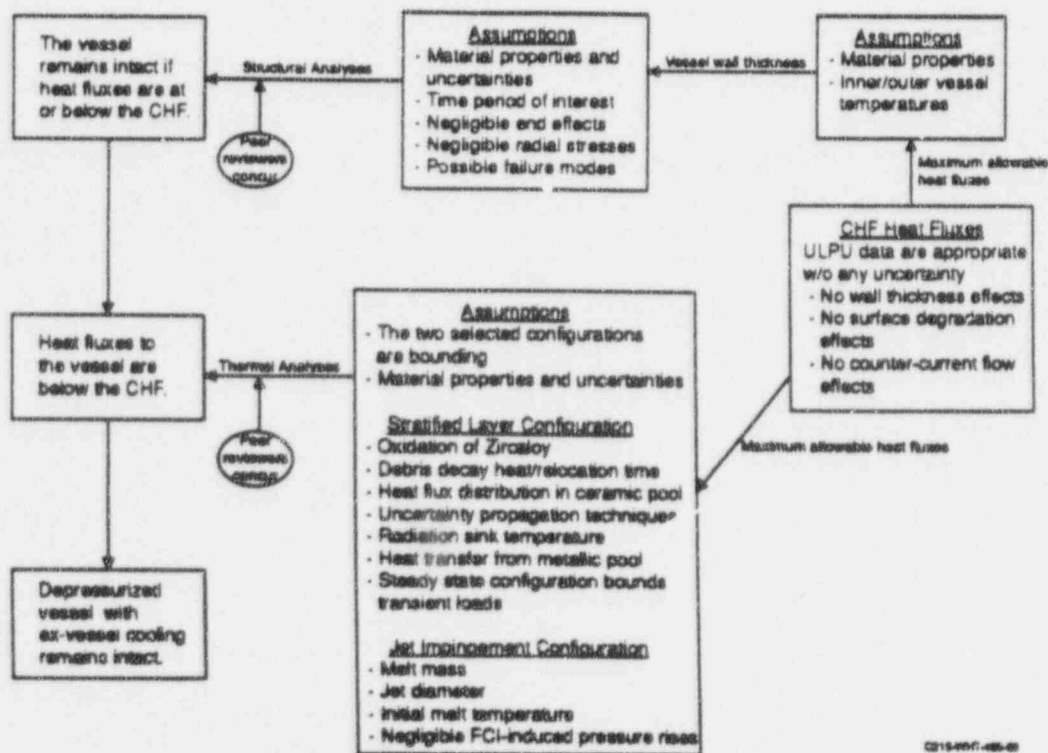 The vessel
remains intact if
heat fluxes are at
or below the CHF.
Structural Analyses
Peer
reviewers
concur
Assumptions
- Material properties and
uncertainties
- Time period of interest
- Negligible end effects
- Negligible radial stresses
- Possible failure modes
Vessel wall thickness
Assumptions
- Material properties
- Inner/outer vessel
temperatures
Maximum allowable
heat fluxes
CHF Heat Fluxes
ULPU data are appropriate
w/o any uncertainty
- No wall thickness effects
- No surface degradation
effects
- No counter-current flow
effects
Maximum allowable heat fluxes
Heat fluxes to
the vessel are
below the CHF.
Thermal Analyses
Peer
reviewers
concur
Assumptions
- The two selected configurations
are bounding
- Material properties and uncertainties
Stratified Layer Configuration
- Oxidation of Zircaloy
- Debris decay heat/relocation time
- Heat flux distribution in ceramic pool
- Uncertainty propagation techniques
- Radiation sink temperature
- Heat transfer from metallic pool
- Steady state configuration bounds
transient loads
Jet Impingement Configuration
- Melt mass
- Jet diameter
- Initial melt temperature
- Negligible FCI-induced pressure rises
Depressurized
vessel with
ex-vessel cooling
remains intact.